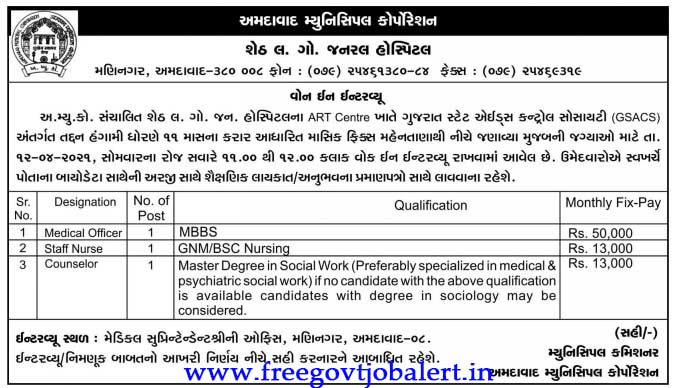 અમદાવાદ મ્યુનિસિપલ કોર્પોરેશન
શેઠ લ. ગો. જનરલ હોસ્પિટલ
મણિનગર, અમદાવાદ-૩૮૦ ૦૦૮ ફોન : (૦૭૯) ૨૫૪૬૧૩૮૦-૮૪ ફેક્સ : (૦૭૯) ૨૫૪૬૯૩૧૯
વોન ઈન ઈન્ટરવ્યૂ
અ.મ્યુ.કો. સંચાલિત શેઠ લ. ગો. જન. હોસ્પિટલના ART Centre ખાતે ગુજરાત સ્ટેટ એઈડ્સ કન્ટ્રોલ સોસાયટી (GSACS)
અંતર્ગત તદ્દન હંગામી ધોરણે ૧૧ માસના કરાર આધારિત માસિક ફિક્સ મહેનતાણાથી નીચે જણાવ્યા મુજબની જગ્યાઓ માટે તા.
૧૨-૦૪-૨૦૨૧, સોમવારના રોજ સવારે ૧૧.૦૦ થી ૧૨.૦૦ કલાક વોક ઈન ઈન્ટરવ્યૂ રાખવામાં આવેલ છે. ઉમેદવારોએ સ્વખર્ચે
પોતાના બાયોડેટા સાથેની અરજી સાથે શૈક્ષણિક લાયકાત/અનુભવના પ્રમાણપત્રો સાથે લાવવાના રહેશે.
Sr. No. Designation No. of Post Qualification Monthly Fix-Pay
1 Medical Officer 1 MBBS Rs. 50,000
2 Staff Nurse 1 GNM/BSC Nursing Rs. 13,000
3 Counselor 1 Master Degree in Social Work (Preferably specialized in medical & Rs. 13,000
psychiatric social work) if no candidate with the above qualification
is available candidates with degree in sociology may be
considered.
ઈન્ટરવ્યૂ સ્થળ : મેડિકલ સુપ્રિન્ટેન્ડેન્ટશ્રીની ઓફિસ, મણિનગર, અમદાવાદ-૦૮.
ઈન્ટરવ્યૂ/નિમણૂક બાબતનો આખરી નિર્ણય નીચે સહી કરનારને આબાધિત રહેશે.
(સહી/-)
મ્યુનિસિપલ કમિશનર
અમદાવાદ મ્યુનિસિપલ કોર્પોરેશન
www.freegovtjobalert.in